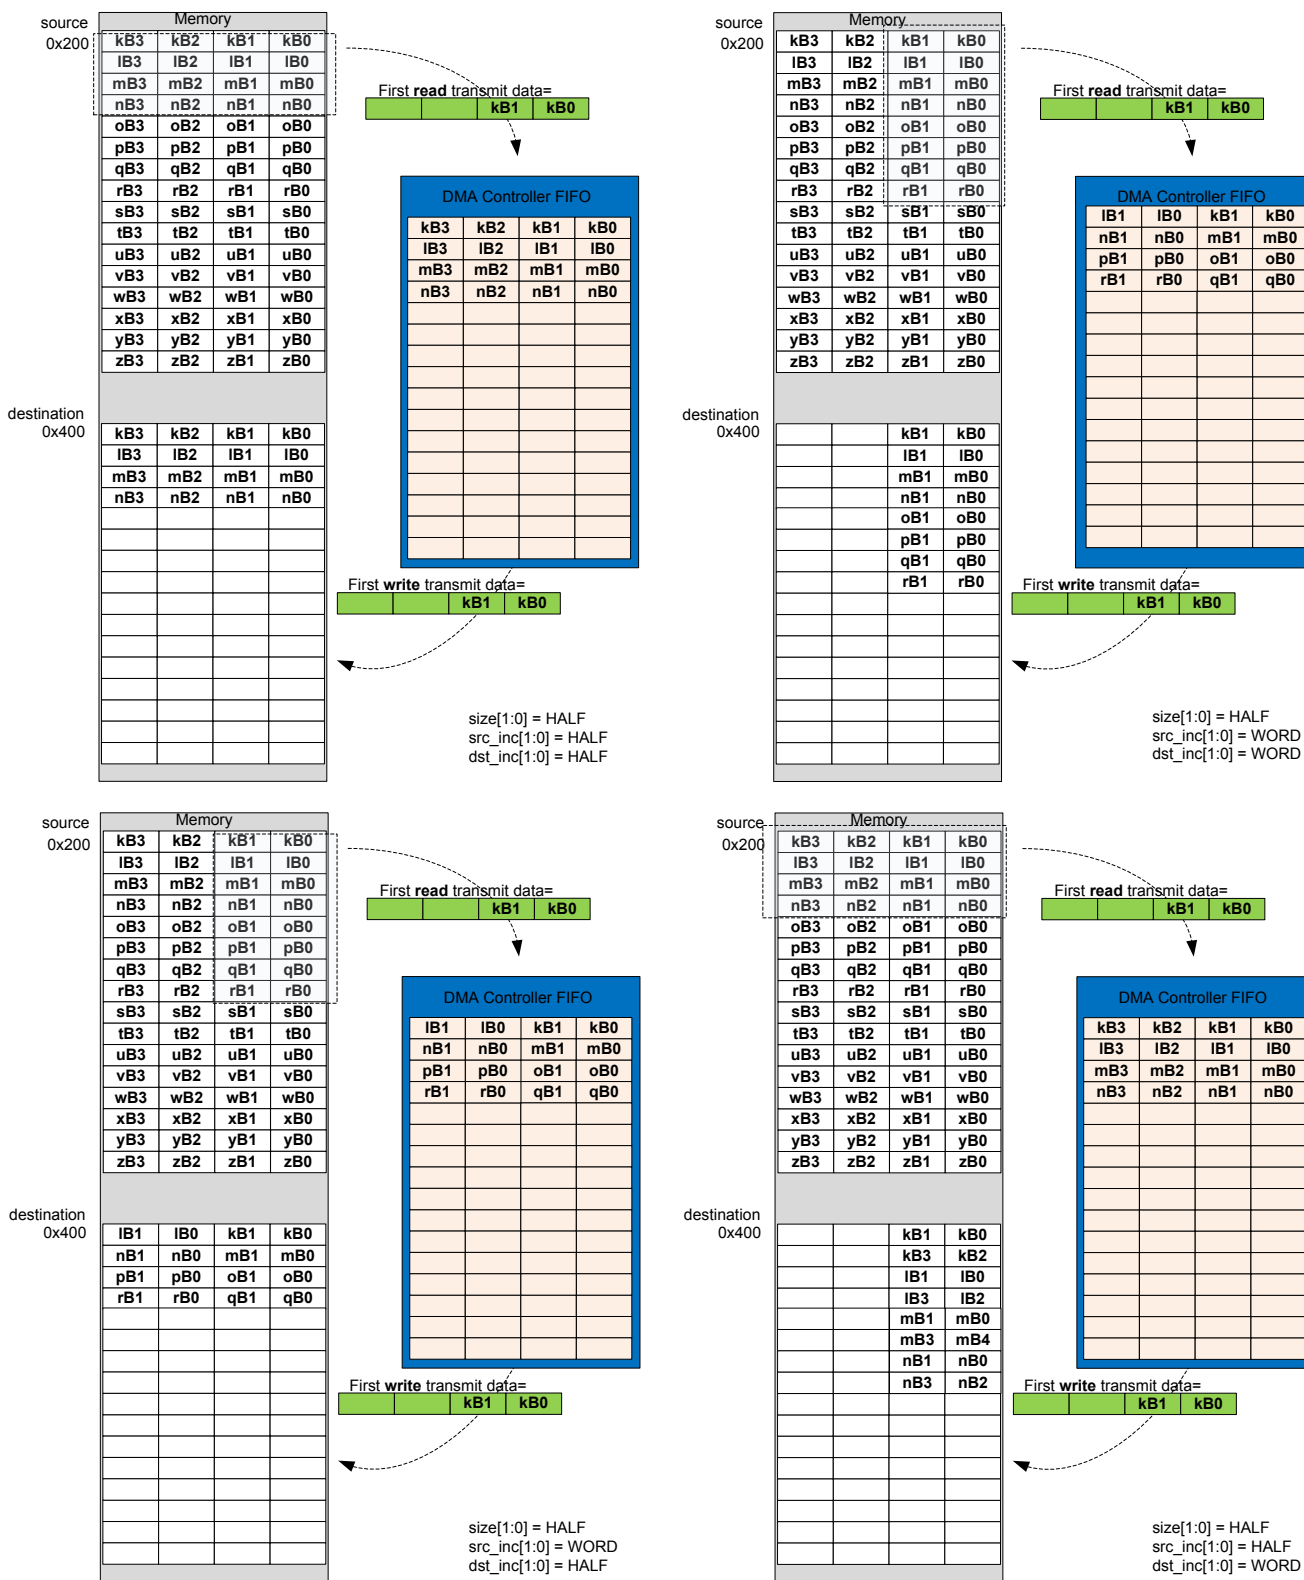 Memory
source
0x200
kB3 kB2 kB1 kB0
lB3 lB2 lB1 lB0
mB3 mB2 mB1 mB0
nB3 nB2 nB1 nB0
oB3 oB2 oB1 oB0
pB3 pB2 pB1 pB0
qB3 qB2 qB1 qB0
rB3 rB2 rB1 rB0
sB3 sB2 sB1 sB0
tB3 tB2 tB1 tB0
uB3 uB2 uB1 uB0
vB3 vB2 vB1 vB0
wB3 wB2 wB1 wB0
xB3 xB2 xB1 xB0
yB3 yB2 yB1 yB0
zB3 zB2 zB1 zB0
First read transmit data=
kB1 kB0
DMA Controller FIFO
kB3 kB2 kB1 kB0
lB3 lB2 lB1 lB0
mB3 mB2 mB1 mB0
nB3 nB2 nB1 nB0
destination
0x400
kB3 kB2 kB1 kB0
lB3 lB2 lB1 lB0
mB3 mB2 mB1 mB0
nB3 nB2 nB1 nB0
First write transmit data=
kB1 kB0
size[1:0] = HALF
src_inc[1:0] = HALF
dst_inc[1:0] = HALF
Memory
source
0x200
kB3 kB2 kB1 kB0
lB3 lB2 lB1 lB0
mB3 mB2 mB1 mB0
nB3 nB2 nB1 nB0
oB3 oB2 oB1 oB0
pB3 pB2 pB1 pB0
qB3 qB2 qB1 qB0
rB3 rB2 rB1 rB0
sB3 sB2 sB1 sB0
tB3 tB2 tB1 tB0
uB3 uB2 uB1 uB0
vB3 vB2 vB1 vB0
wB3 wB2 wB1 wB0
xB3 xB2 xB1 xB0
yB3 yB2 yB1 yB0
zB3 zB2 zB1 zB0
First read transmit data=
kB1 kB0
DMA Controller FIFO
lB1 lB0 kB1 kB0
nB1 nB0 mB1 mB0
pB1 pB0 oB1 oB0
rB1 rB0 qB1 qB0
destination
0x400
kB1 kB0
lB1 lB0
mB1 mB0
nB1 nB0
oB1 oB0
pB1 pB0
qB1 qB0
rB1 rB0
First write transmit data=
kB1 kB0
size[1:0] = HALF
src_inc[1:0] = WORD
dst_inc[1:0] = WORD
Memory
source
0x200
kB3 kB2 kB1 kB0
lB3 lB2 lB1 lB0
mB3 mB2 mB1 mB0
nB3 nB2 nB1 nB0
oB3 oB2 oB1 oB0
pB3 pB2 pB1 pB0
qB3 qB2 qB1 qB0
rB3 rB2 rB1 rB0
sB3 sB2 sB1 sB0
tB3 tB2 tB1 tB0
uB3 uB2 uB1 uB0
vB3 vB2 vB1 vB0
wB3 wB2 wB1 wB0
xB3 xB2 xB1 xB0
yB3 yB2 yB1 yB0
zB3 zB2 zB1 zB0
First read transmit data=
kB1 kB0
DMA Controller FIFO
lB1 lB0 kB1 kB0
nB1 nB0 mB1 mB0
pB1 pB0 oB1 oB0
rB1 rB0 qB1 qB0
destination
0x400
lB1 lB0 kB1 kB0
nB1 nB0 mB1 mB0
pB1 pB0 oB1 oB0
rB1 rB0 qB1 qB0
First write transmit data=
kB1 kB0
size[1:0] = HALF
src_inc[1:0] = WORD
dst_inc[1:0] = HALF
Memory
source
0x200
kB3 kB2 kB1 kB0
lB3 lB2 lB1 lB0
mB3 mB2 mB1 mB0
nB3 nB2 nB1 nB0
oB3 oB2 oB1 oB0
pB3 pB2 pB1 pB0
qB3 qB2 qB1 qB0
rB3 rB2 rB1 rB0
sB3 sB2 sB1 sB0
tB3 tB2 tB1 tB0
uB3 uB2 uB1 uB0
vB3 vB2 vB1 vB0
wB3 wB2 wB1 wB0
xB3 xB2 xB1 xB0
yB3 yB2 yB1 yB0
zB3 zB2 zB1 zB0
First read transmit data=
kB1 kB0
DMA Controller FIFO
kB3 kB2 kB1 kB0
lB3 lB2 lB1 lB0
mB3 mB2 mB1 mB0
nB3 nB2 nB1 nB0
destination
0x400
kB1 kB0
kB3 kB2
lB1 lB0
lB3 lB2
mB1 mB0
mB3 mB4
nB1 nB0
nB3 nB2
First write transmit data=
kB1 kB0
size[1:0] = HALF
src_inc[1:0] = HALF
dst_inc[1:0] = WORD